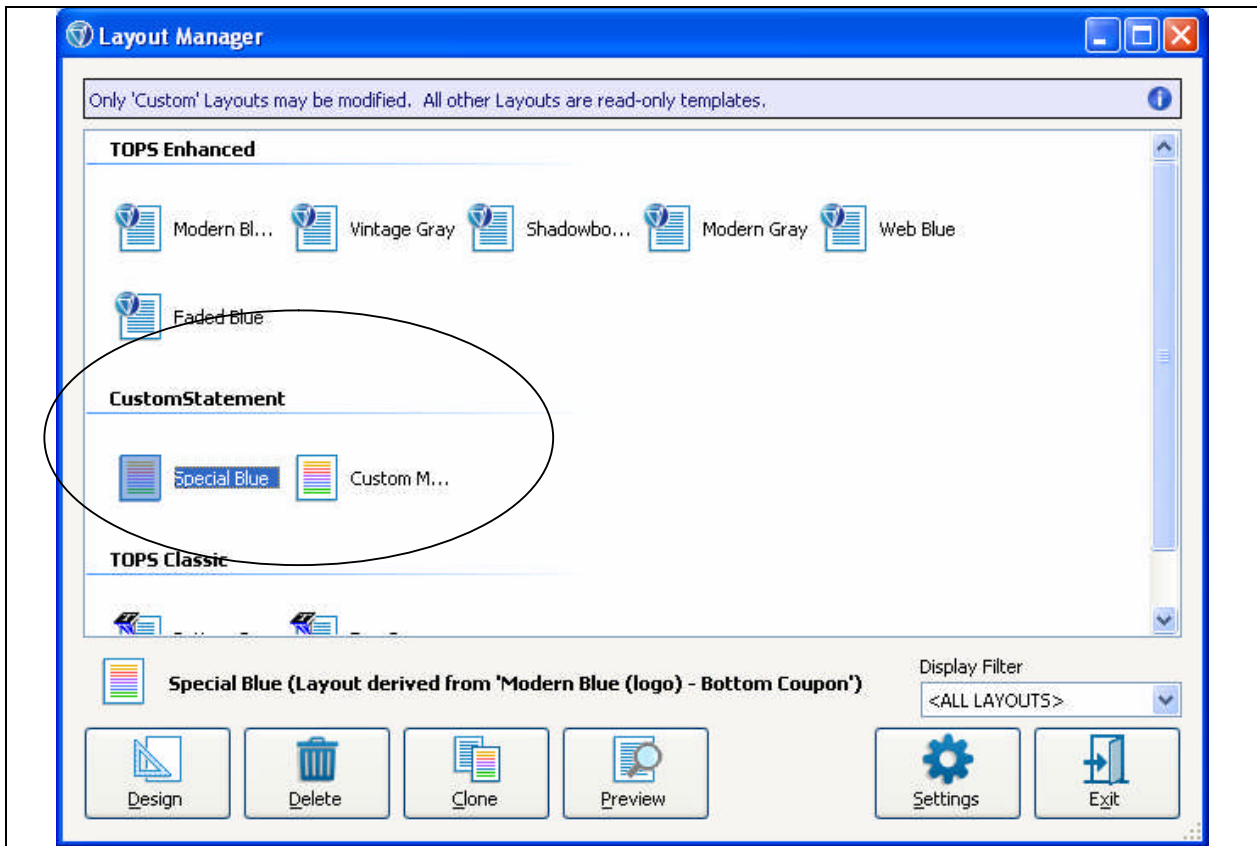 Layout Manager
Only 'Custom' Layouts may be modified. All other Layouts are read-only templates.
TOPS Enhanced
Modern Bl... Vintage Gray Shadowbo... Modern Gray Web Blue
Faded Blue
CustomStatement
Special Blue Custom M...
TOPS Classic
Special Blue (Layout derived from 'Modern Blue (logo) - Bottom Coupon')
Display Filter
<ALL LAYOUTS>
Design Delete Clone Preview Settings Exit